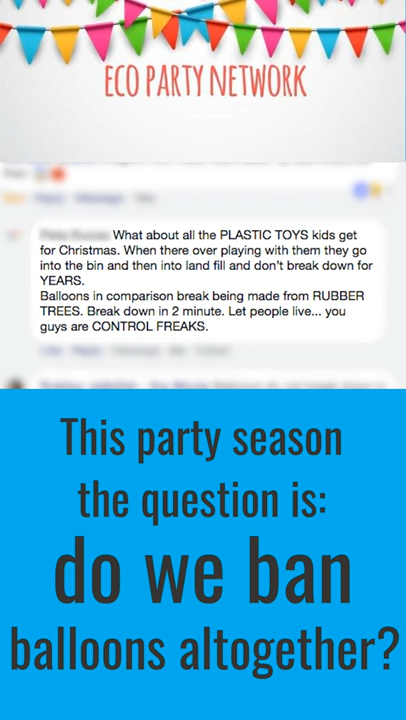 ECO PARTY NETWORK
What about all the PLASTIC TOYS kids get
for Christmas. When there over playing with them they go
into the bin and then into land fill and don't break down for
YEARS.
Balloons in comparison break being made from RUBBER
TREES. Break down in 2 minute. Let people live... you
guys are CONTROL FREAKS.
This party season
the question is:
do we ban
balloons altogether?